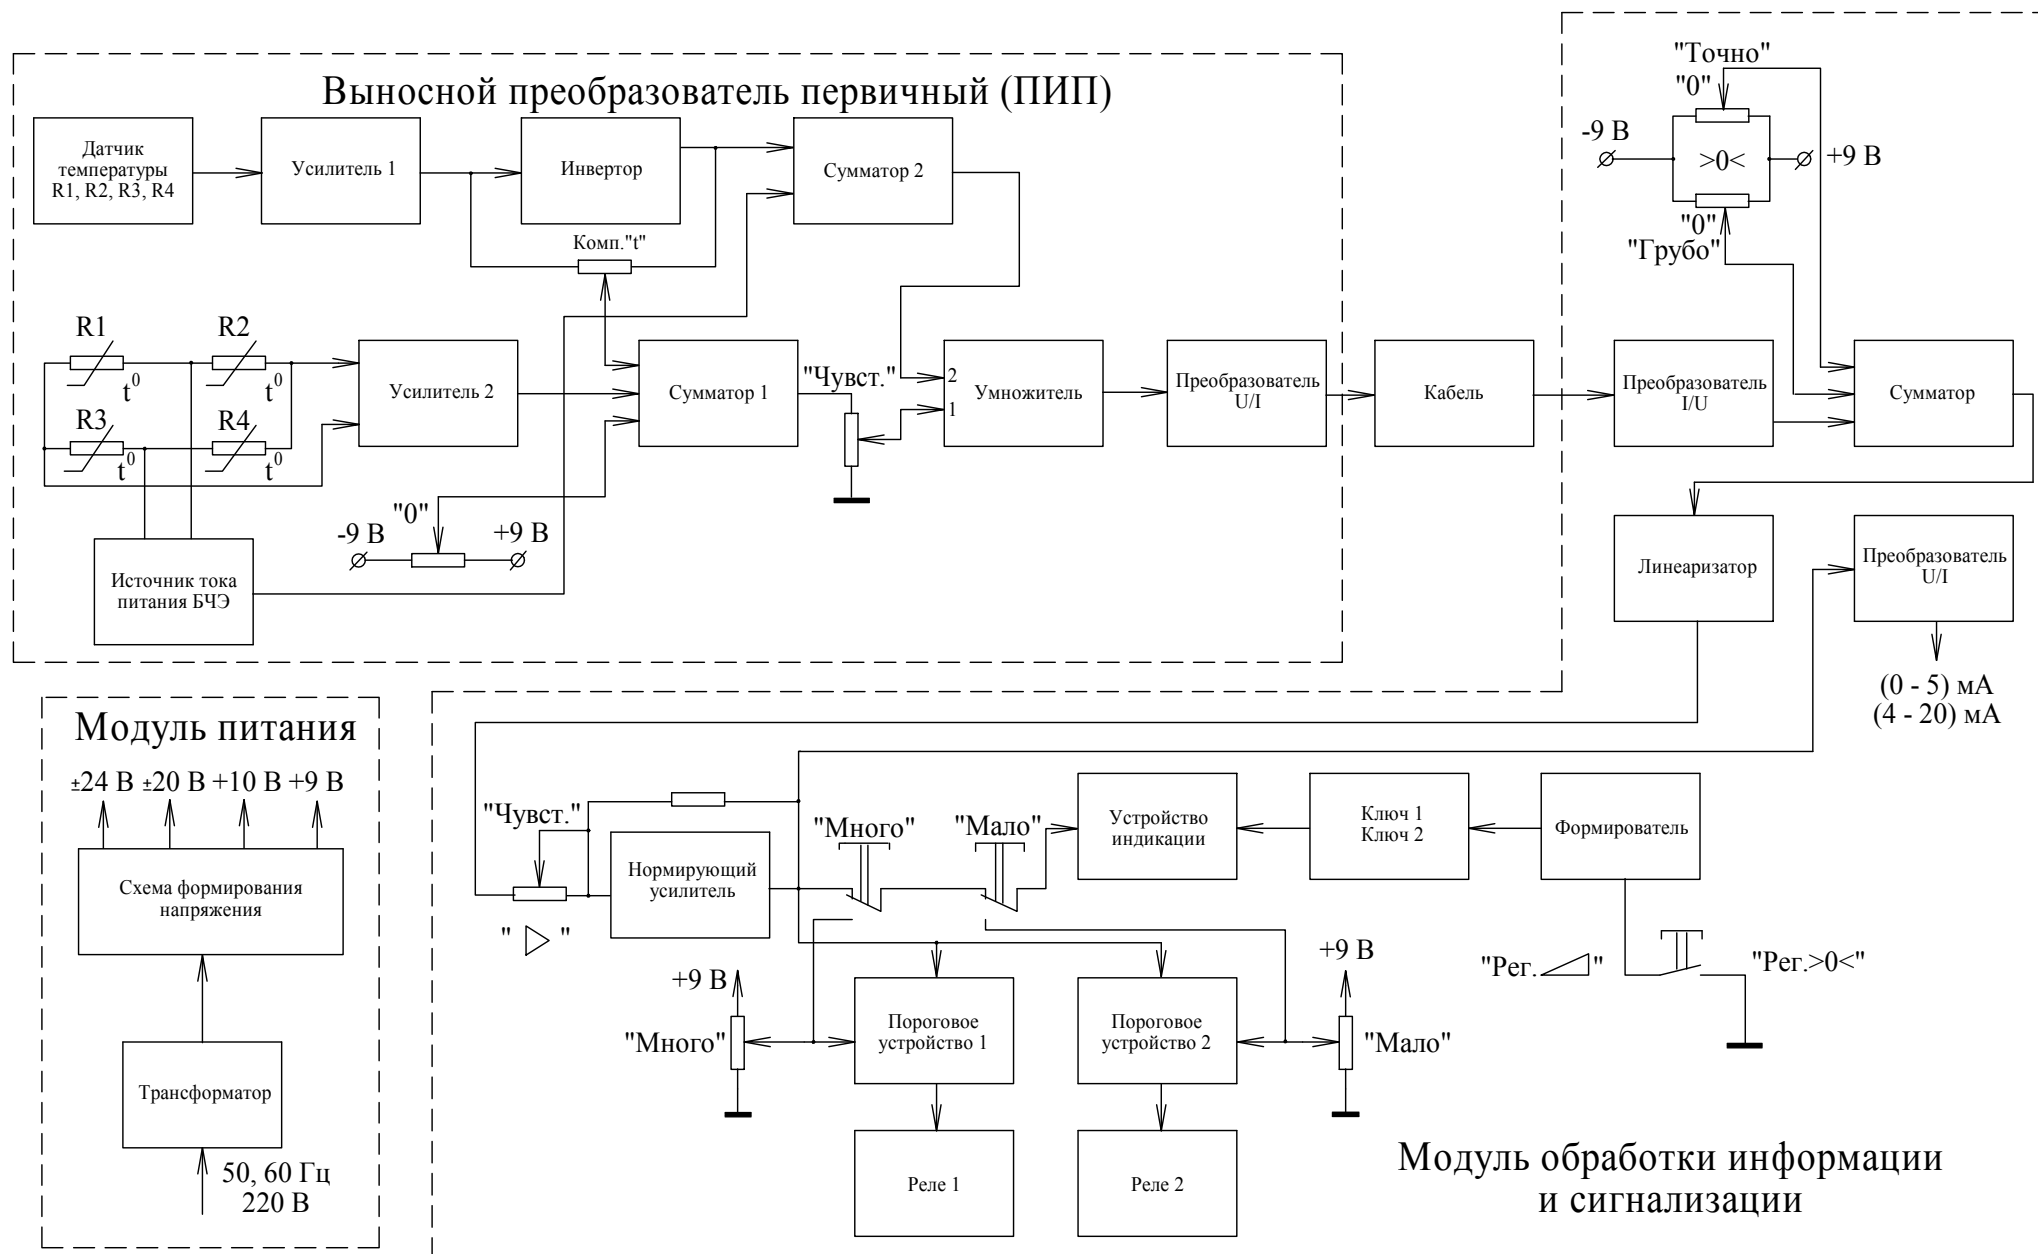 Выносной преобразователь первичный (ПИП)
Датчик
температуры
R1, R2, R3, R4
Усилитель 1
Инвертор
Сумматор 2
Комп."t"
R1
R2
t⁰
t⁰
R3
R4
t⁰
t⁰
Усилитель 2
Сумматор 1
"Чувст."
2
1
Умножитель
Преобразователь
U/I
"0"
-9 В
+9 В
Источник тока
питания БЧЭ
Кабель
"Точно"
"0"
-9 В
>0<
+9 В
"0"
"Грубо"
Преобразователь
I/U
Сумматор
Линеаризатор
Преобразователь
U/I
(0 - 5) мА
(4 - 20) мА
Модуль питания
±24 В
±20 В
+10 В
+9 В
Схема формирования
напряжения
Трансформатор
50, 60 Гц
220 В
"Чувст."
" ▷ "
Нормирующий
усилитель
"Много"
"Мало"
Устройство
индикации
Ключ 1
Ключ 2
Формирователь
"Рег. "
"Рег.>0<"
+9 В
"Много"
Пороговое
устройство 1
Пороговое
устройство 2
+9 В
"Мало"
Реле 1
Реле 2
Модуль обработки информации
и сигнализации